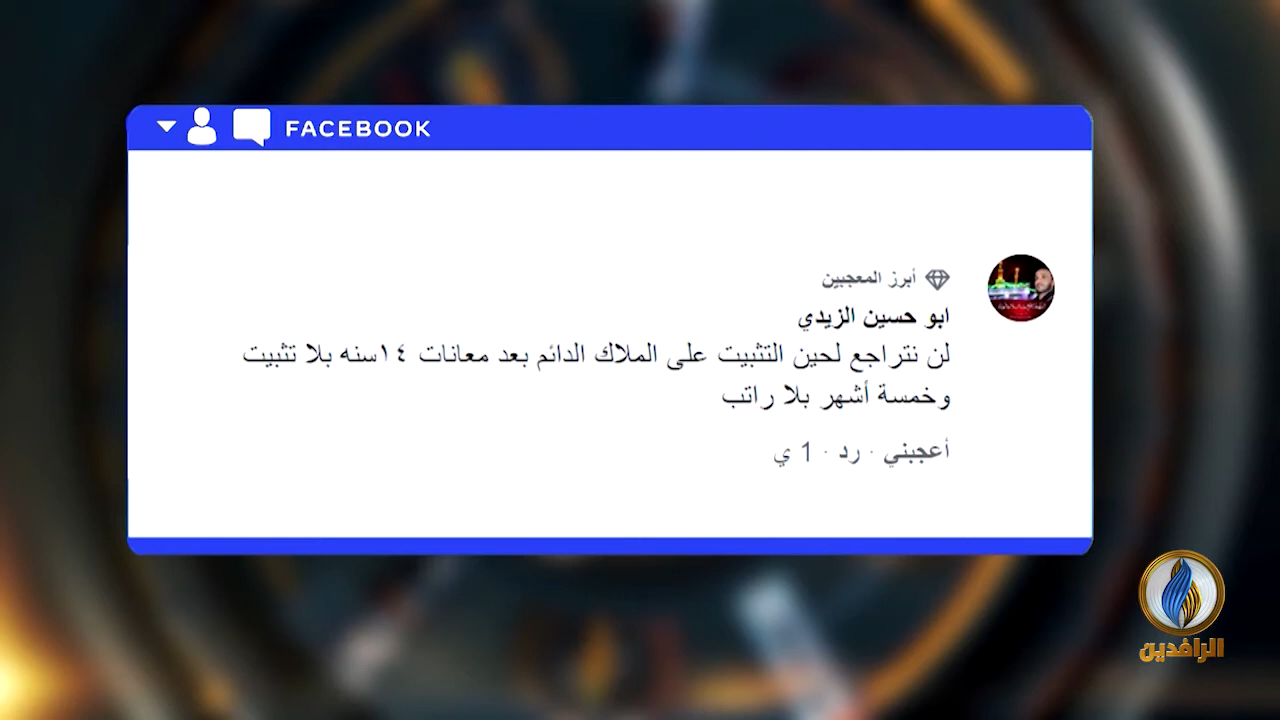 FACEBOOK
أبرز المعجبين
ابو حسين الزيدي
لن نتراجع لحين التثبيت على الملاك الدائم بعد معانات ١٤سنه بلا تثبيت
وخمسة أشهر بلا راتب
أعجبني · رد · 1 ي
الرافدين